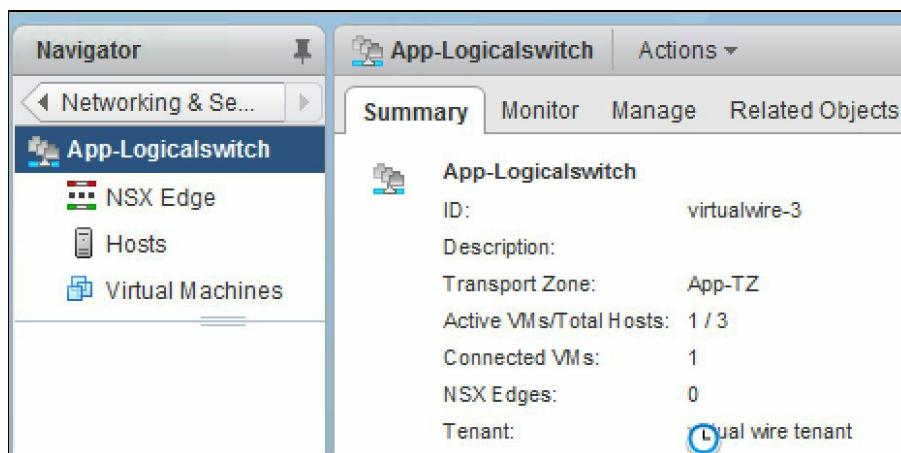 Navigator
Networking & Se...
App-Logicalswitch
NSX Edge
Hosts
Virtual Machines
App-Logicalswitch Actions
Summary Monitor Manage Related Objects
App-Logicalswitch
ID: virtualwire-3
Description:
Transport Zone: App-TZ
Active VMs/Total Hosts: 1 / 3
Connected VMs: 1
NSX Edges: 0
Tenant: wire tenant